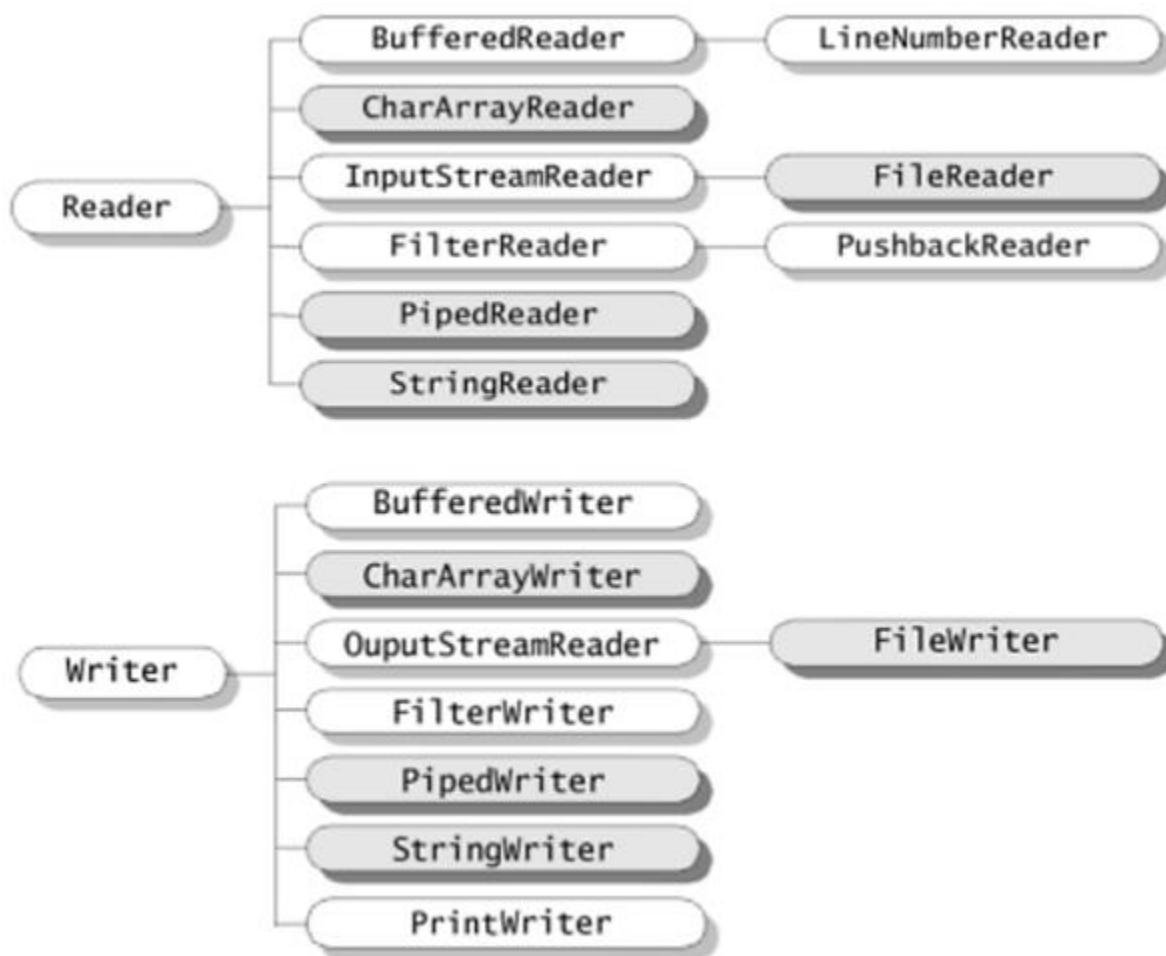 BufferedReader
LineNumberReader
CharArrayReader
InputStreamReader
FileReader
Reader
FilterReader
PushbackReader
PipedReader
StringReader
BufferedWriter
CharArrayWriter
OuputStreamReader
FileWriter
Writer
FilterWriter
PipedWriter
StringWriter
PrintWriter